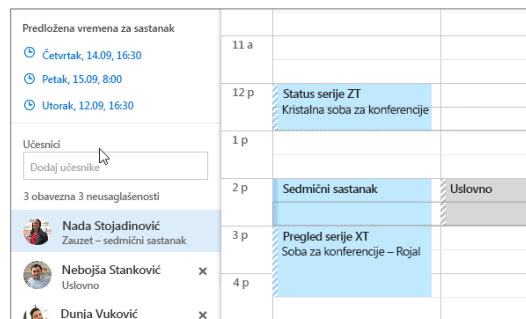 Predložena vremena za sastanak
Četvrtak, 14.09, 16:30
Petak, 15.09, 8:00
Utorak, 12.09, 16:30
Učesnici
Dodaj učesnike
3 obavezna 3 neusaglašenosti
Nada Stojadinović
Zauzet – sedmični sastanak
Nebojša Stanković
Uslovno
Dunja Vuković
11 a
12 p
Status serije ZT
Kristalna soba za konferencije
1 p
2 p
Sedmični sastanak
Uslovno
3 p
Pregled serije XT
Soba za konferencije – Rojal
4 p